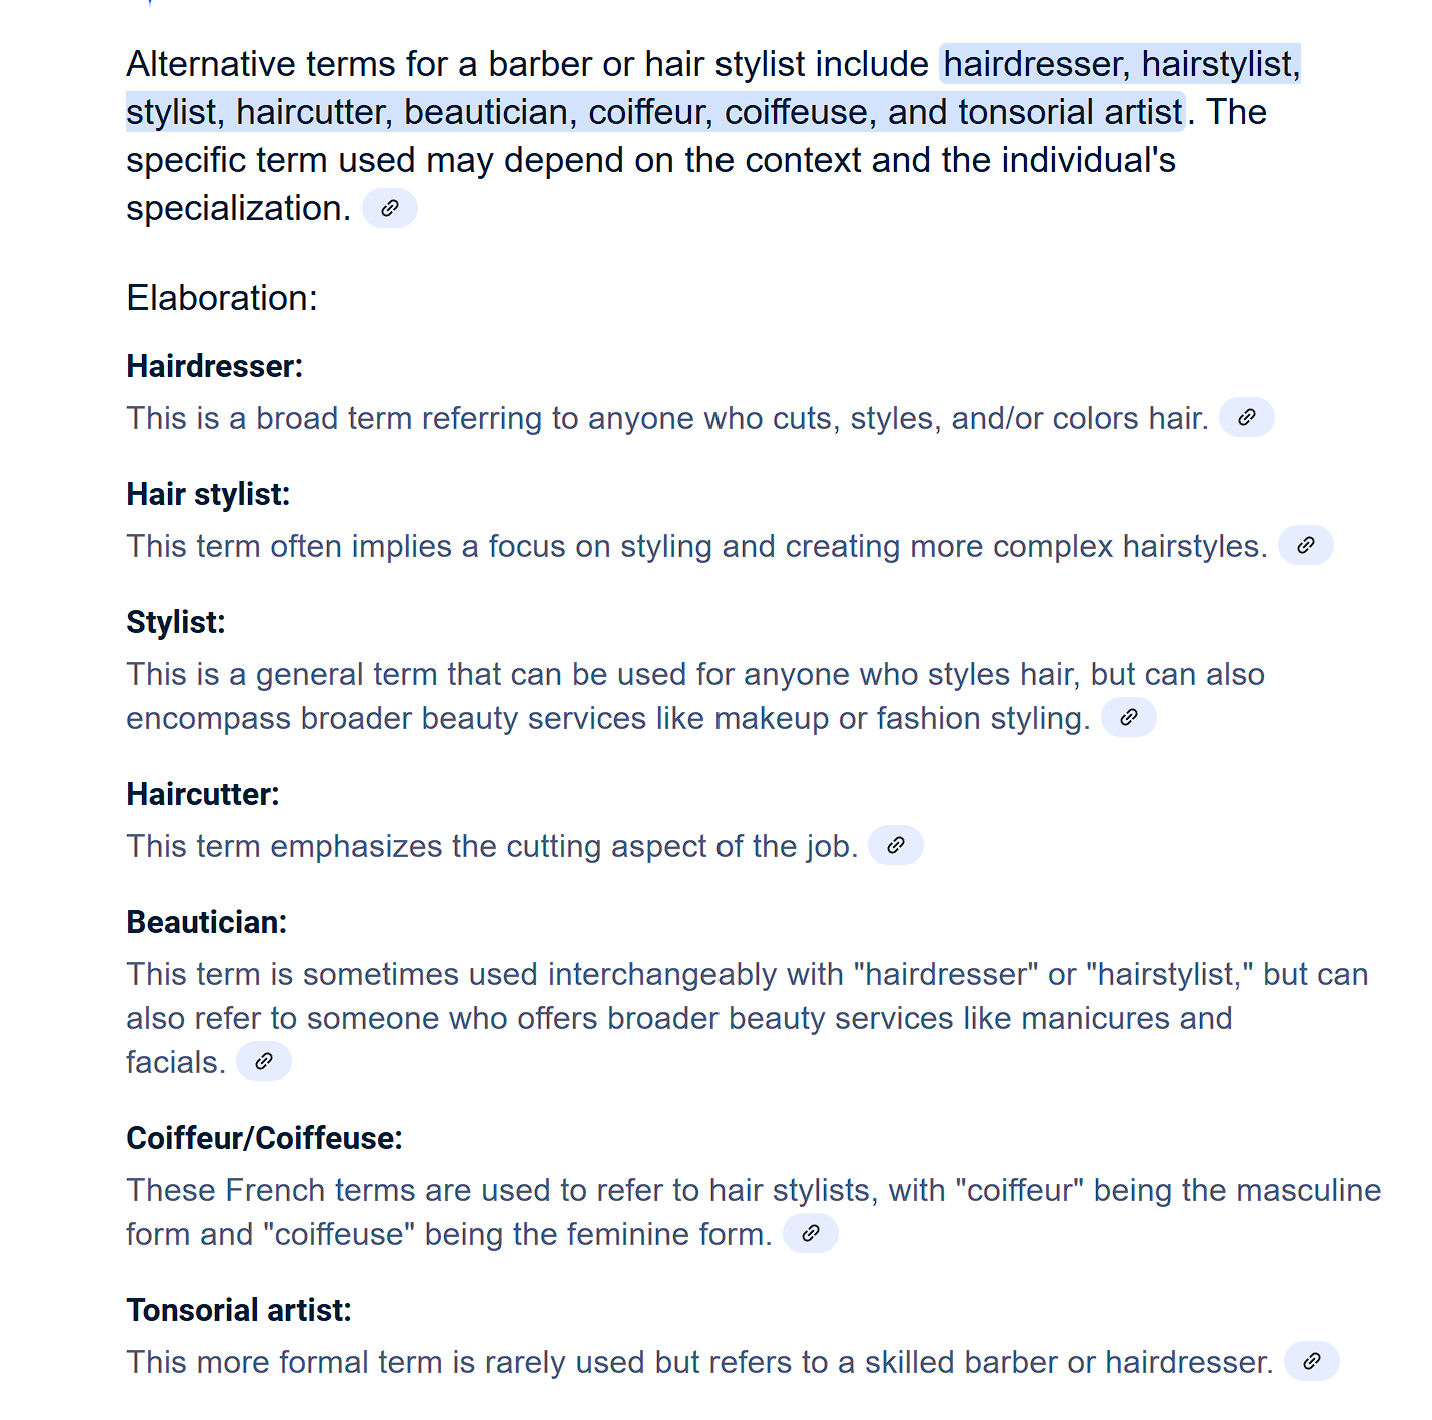 Alternative terms for a barber or hair stylist include hairdresser, hairstylist,
stylist, haircutter, beautician, coiffeur, coiffeuse, and tonsorial artist. The
specific term used may depend on the context and the individual's
specialization.
Elaboration:
Hairdresser:
This is a broad term referring to anyone who cuts, styles, and/or colors hair.
Hair stylist:
This term often implies a focus on styling and creating more complex hairstyles.
Stylist:
This is a general term that can be used for anyone who styles hair, but can also
encompass broader beauty services like makeup or fashion styling.
Haircutter:
This term emphasizes the cutting aspect of the job.
Beautician:
This term is sometimes used interchangeably with "hairdresser" or "hairstylist," but can
also refer to someone who offers broader beauty services like manicures and
facials.
Coiffeur/Coiffeuse:
These French terms are used to refer to hair stylists, with "coiffeur" being the masculine
form and "coiffeuse" being the feminine form.
Tonsorial artist:
This more formal term is rarely used but refers to a skilled barber or hairdresser.